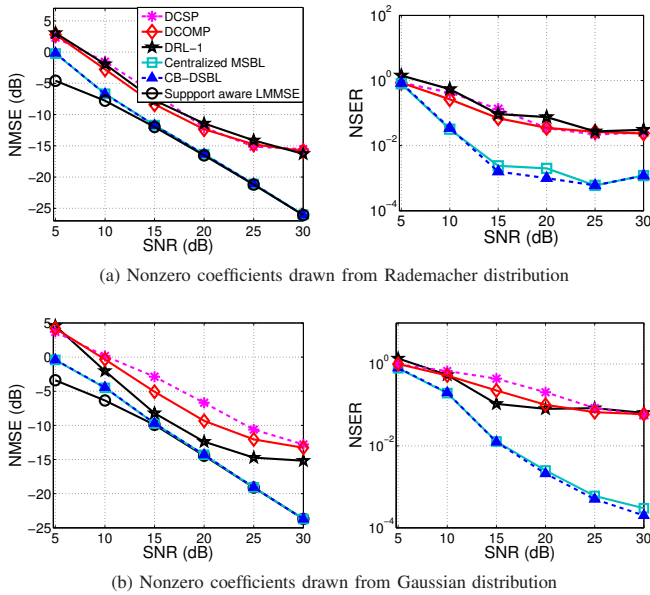 5
0
−5
−10
−15
−20
−25
NMSE (dB)
5 10 15 20 25 30
SNR (dB)
DCSP
DCOMP
DRL-1
Centralized MSBL
CB-DSBL
Suppport aware LMMSE
10^2
10^0
10^−2
10^−4
NSER
5 10 15 20 25 30
SNR (dB)
(a) Nonzero coefficients drawn from Rademacher distribution
5
0
−5
−10
−15
−20
−25
NMSE (dB)
5 10 15 20 25 30
SNR (dB)
10^0
10^−2
10^−4
NSER
5 10 15 20 25 30
SNR (dB)
(b) Nonzero coefficients drawn from Gaussian distribution